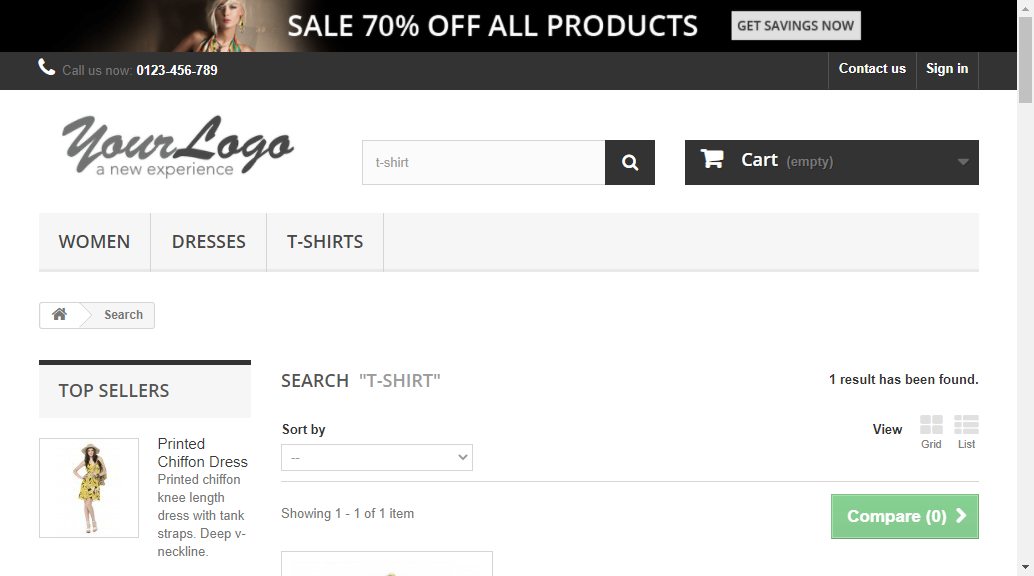 SALE 70% OFF ALL PRODUCTS GET SAVINGS NOW
Call us now: 0123-456-789 Contact us Sign in
YourLogo
a new experience
t-shirt
Cart (empty)
WOMEN DRESSES T-SHIRTS
Search
TOP SELLERS
Printed
Chiffon Dress
Printed chiffon
knee length
dress with tank
straps. Deep v-
neckline.
SEARCH "T-SHIRT" 1 result has been found.
Sort by
--
View
Grid List
Showing 1 - 1 of 1 item
Compare (0)